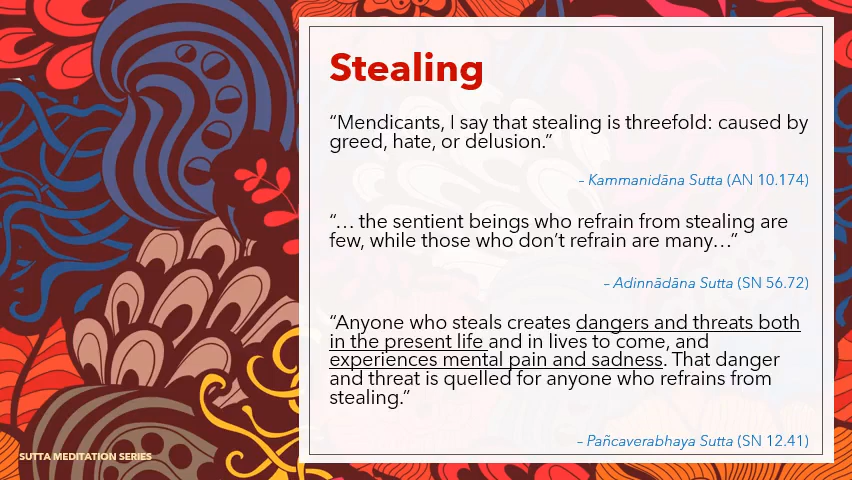 Stealing
“Mendicants, I say that stealing is threefold: caused by
greed, hate, or delusion.”
– Kammanidāna Sutta (AN 10.174)
“… the sentient beings who refrain from stealing are
few, while those who don’t refrain are many…”
– Adinnādāna Sutta (SN 56.72)
“Anyone who steals creates dangers and threats both
in the present life and in lives to come, and
experiences mental pain and sadness. That danger
and threat is quelled for anyone who refrains from
stealing.”
– Pañcaverabhaya Sutta (SN 12.41)
SUTTA MEDITATION SERIES